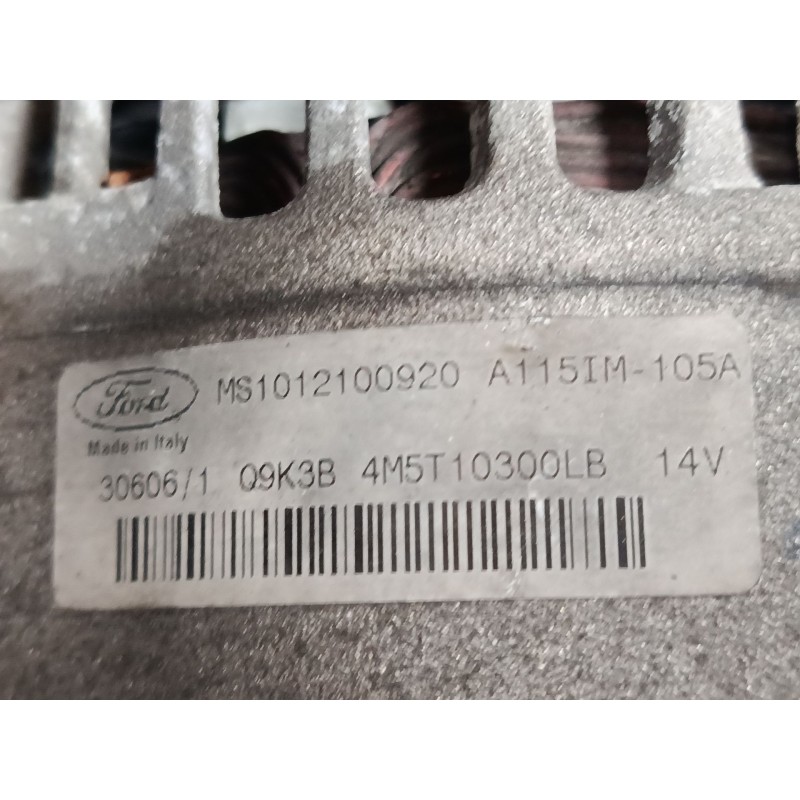 Ford MS1012100920 A115IM-105A
Made in Italy
30606/1 Q9K3B 4M5T10300LB 14V